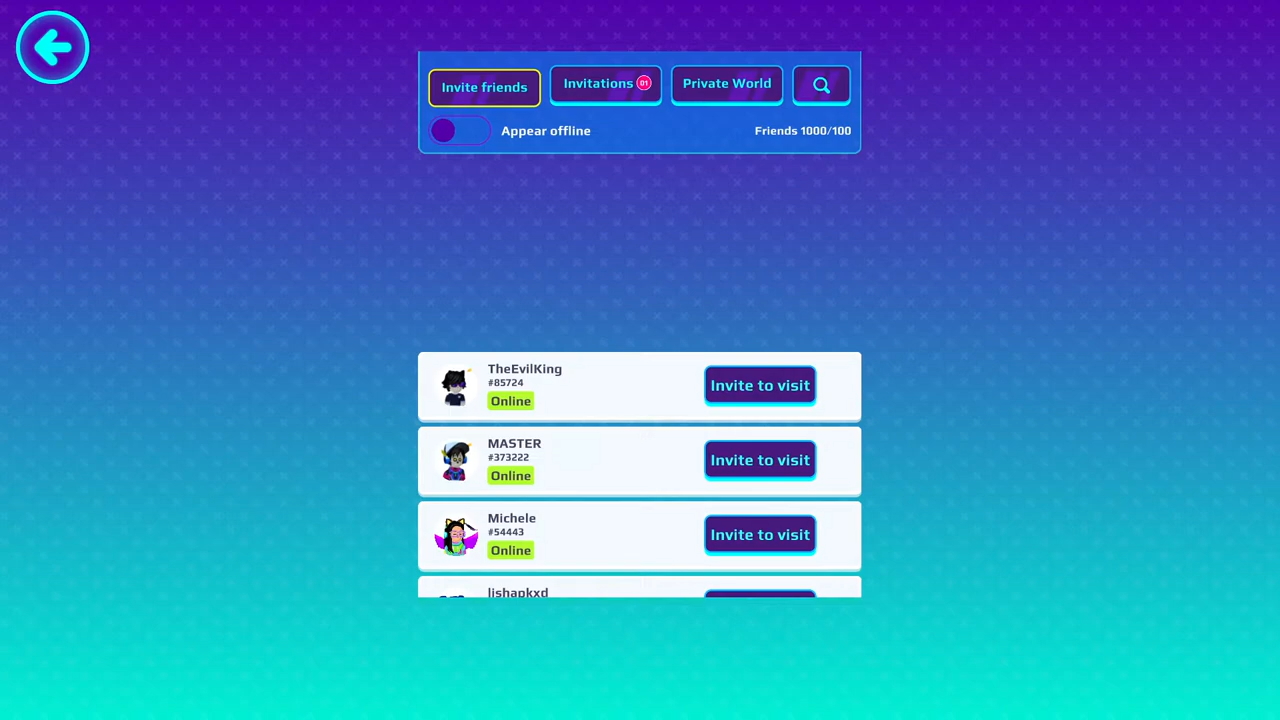 Invite friends
Invitations 01
Private World
Appear offline
Friends 1000/100
TheEvilKing
#85724
Online
Invite to visit
MASTER
#373222
Online
Invite to visit
Michele
#54443
Online
Invite to visit
lishapkxd